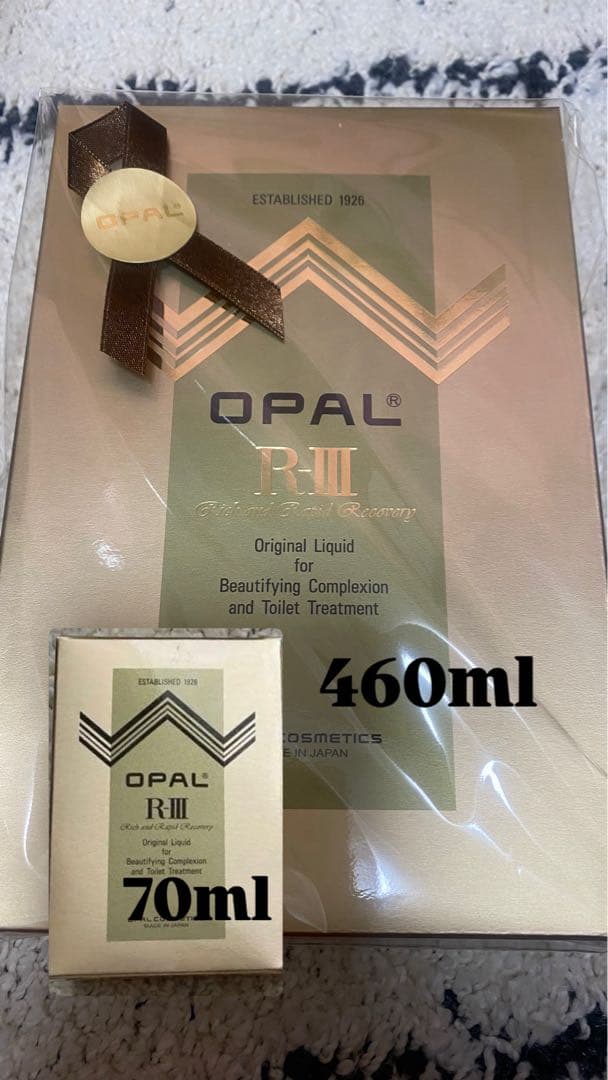 OPAL
ESTABLISHED 1926
OPAL®
R-III
Rich and Rapid Recovery
Original Liquid
for
Beautifying Complexion
and Toilet Treatment
460ml
COSMETICS
IN JAPAN
ESTABLISHED 1926
OPAL®
R-III
Rich and Rapid Recovery
Original Liquid
for
Beautifying Complexion
and Toilet Treatment
70ml
OPAL COSMETICS
MADE IN JAPAN